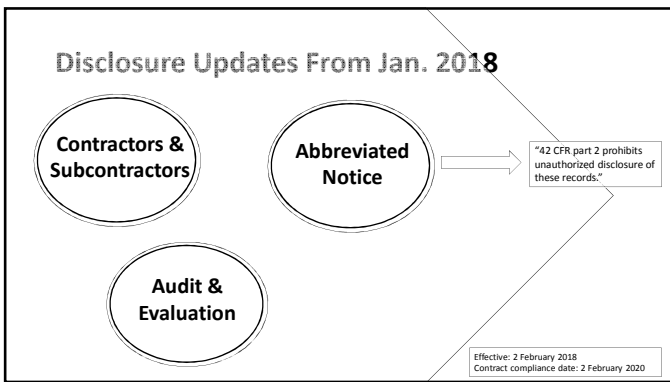 Disclosure Updates From Jan. 2018
Contractors &
Subcontractors
Abbreviated
Notice
“42 CFR part 2 prohibits
unauthorized disclosure of
these records.”
Audit &
Evaluation
Effective: 2 February 2018
Contract compliance date: 2 February 2020